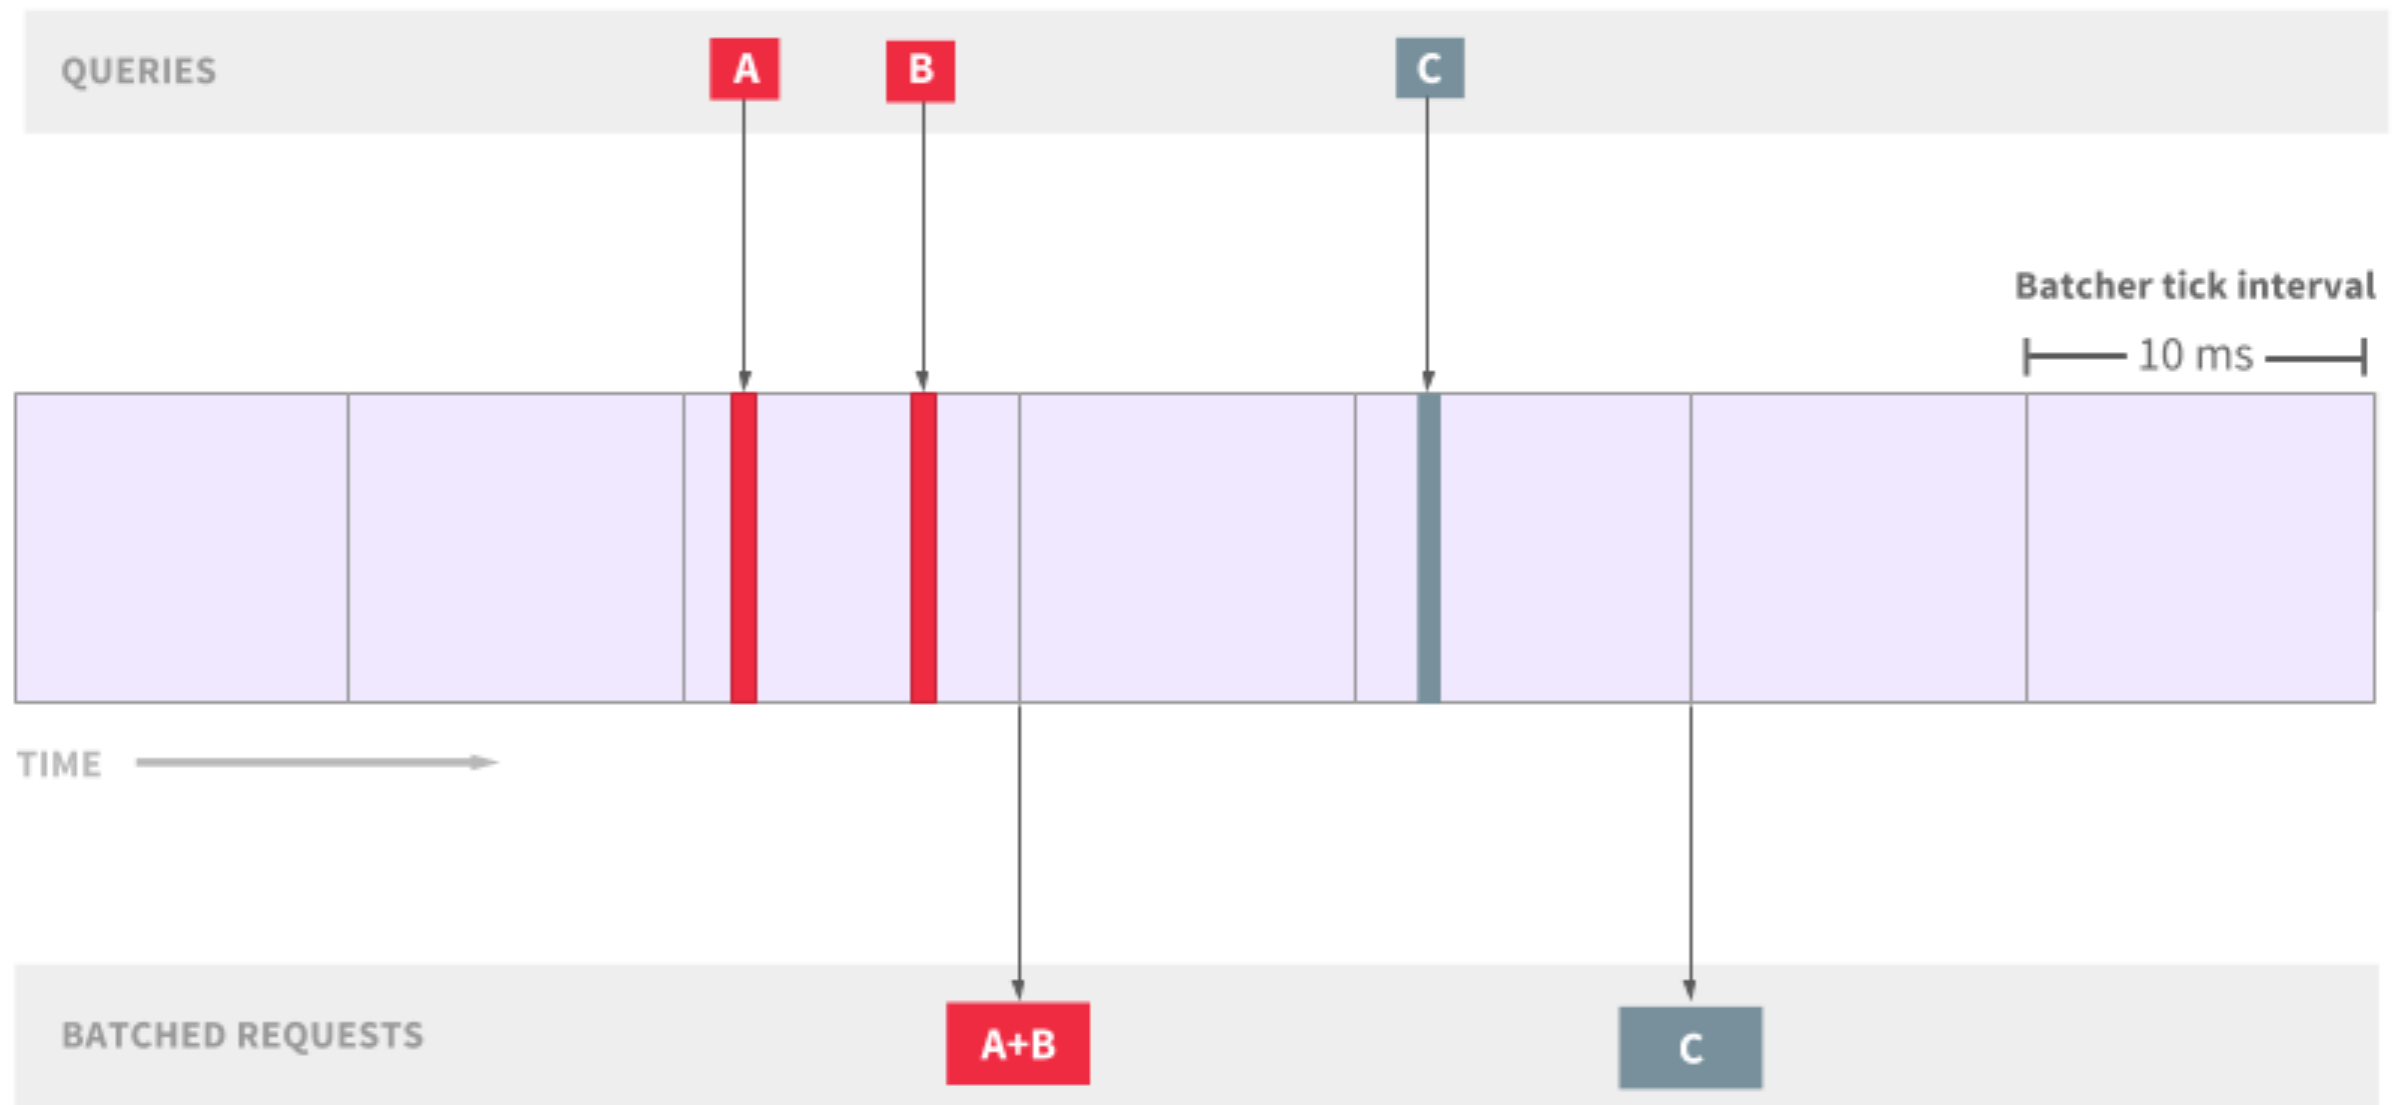 QUERIES
A
B
C
Batcher tick interval
10 ms
TIME
BATCHED REQUESTS
A+B
C